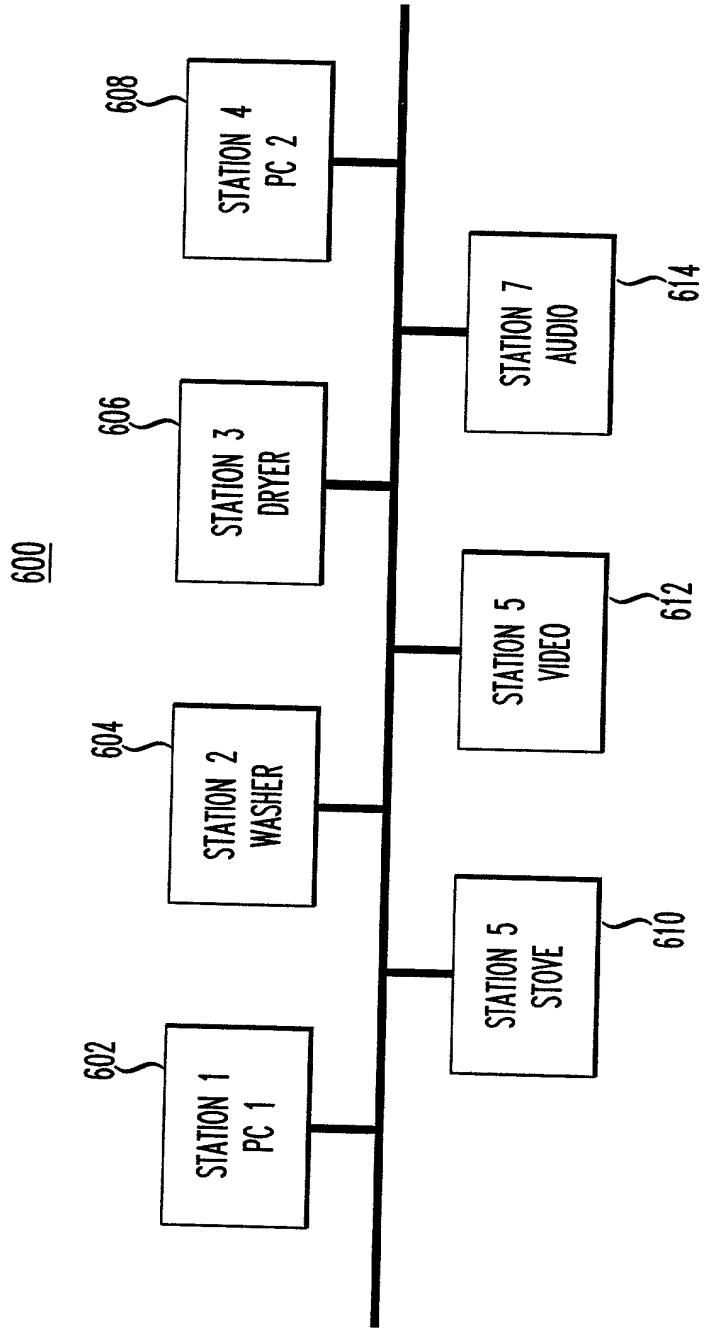 600
602
STATION 1
PC 1
604
STATION 2
WASHER
606
STATION 3
DRYER
608
STATION 4
PC 2
STATION 5
STOVE
610
STATION 5
VIDEO
612
STATION 7
AUDIO
614